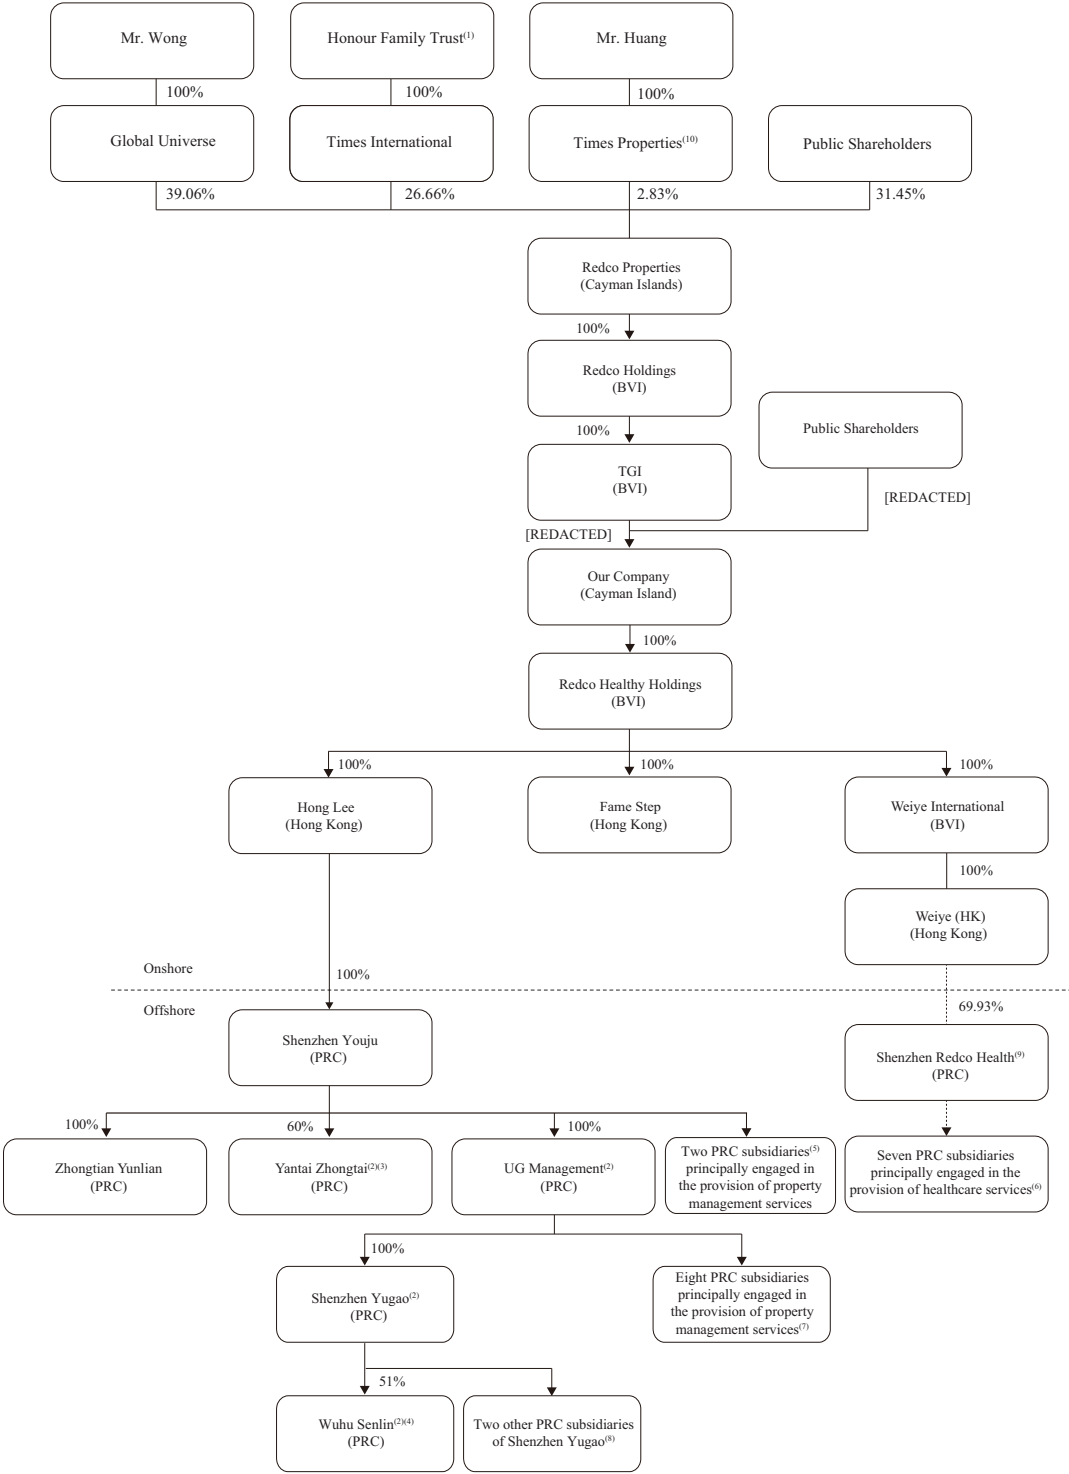 Mr. Wong
Honour Family Trust(1)
Mr. Huang
100%
100%
100%
Global Universe
Times International
Times Properties(10)
Public Shareholders
39.06%
26.66%
2.83%
31.45%
Redco Properties
(Cayman Islands)
100%
Redco Holdings
(BVI)
100%
Public Shareholders
TGI
(BVI)
[REDACTED]
[REDACTED]
Our Company
(Cayman Island)
100%
Redco Healthy Holdings
(BVI)
100%
100%
100%
Hong Lee
(Hong Kong)
Fame Step
(Hong Kong)
Weiye International
(BVI)
100%
Weiye (HK)
(Hong Kong)
Onshore
100%
Offshore
69.93%
Shenzhen Youju
(PRC)
Shenzhen Redco Health(9)
(PRC)
100%
60%
100%
Zhongtian Yunlian
(PRC)
Yantai Zhongtai(2)(3)
(PRC)
UG Management(2)
(PRC)
Two PRC subsidiaries(5)
principally engaged in
the provision of property
management services
Seven PRC subsidiaries
principally engaged in the
provision of healthcare services(6)
100%
Shenzhen Yugao(2)
(PRC)
Eight PRC subsidiaries
principally engaged in
the provision of property
management services(7)
51%
Wuhu Senlin(2)(4)
(PRC)
Two other PRC subsidiaries
of Shenzhen Yugao(8)